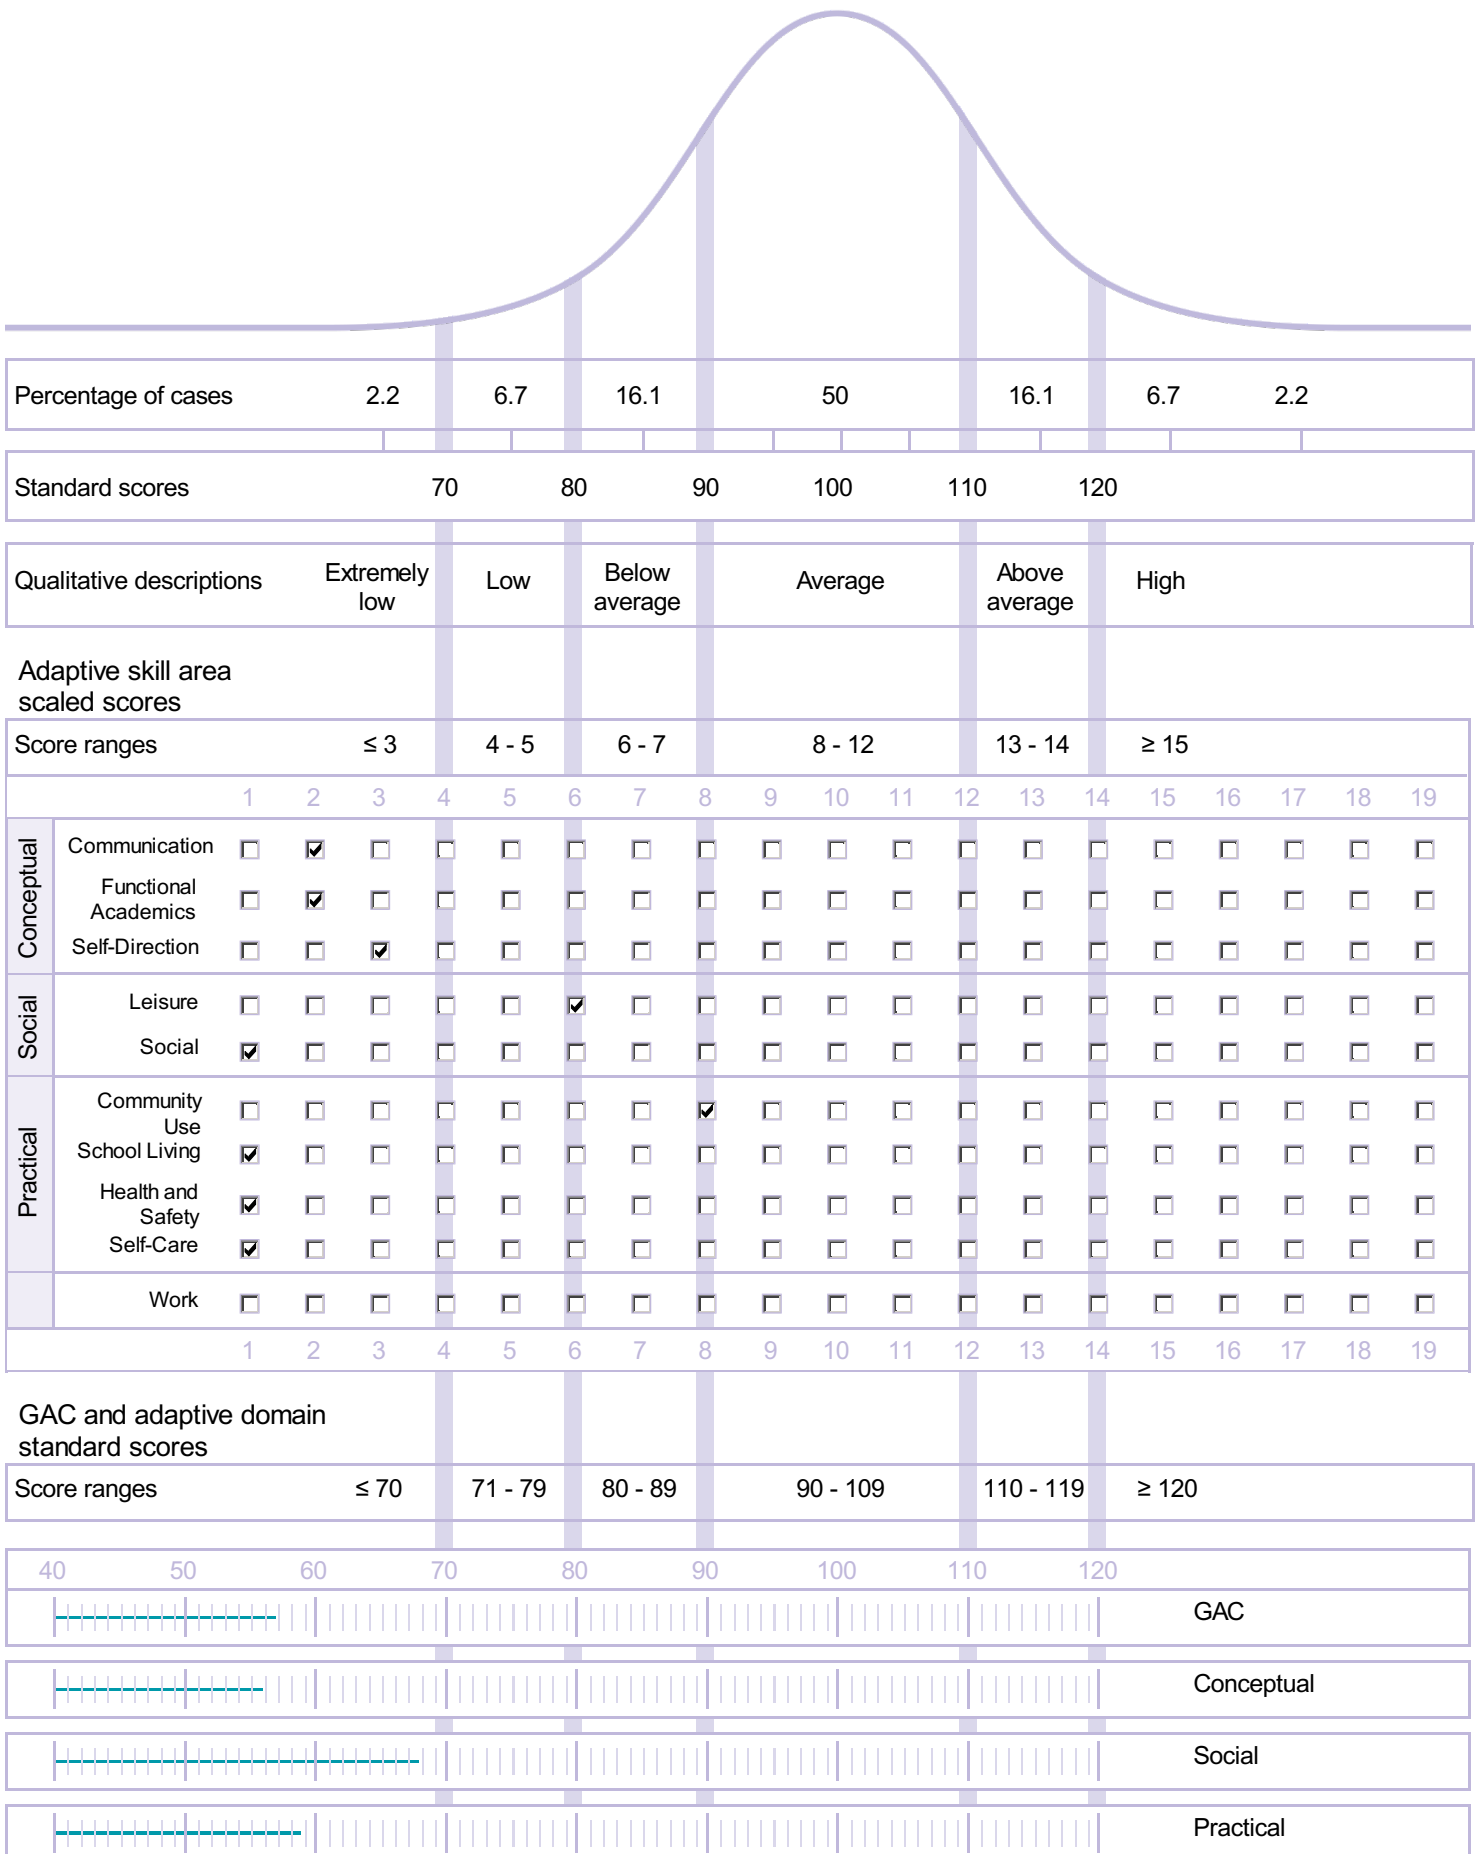 Percentage of cases 2.2 6.7 16.1 50 16.1 6.7 2.2
Standard scores 70 80 90 100 110 120
Qualitative descriptions Extremely low Low Below average Average Above average High
Adaptive skill area
scaled scores
Score ranges ≤ 3 4 - 5 6 - 7 8 - 12 13 - 14 ≥ 15
1 2 3 4 5 6 7 8 9 10 11 12 13 14 15 16 17 18 19
Conceptual
Communication
Functional
Academics
Self-Direction
Social
Leisure
Social
Practical
Community
Use
School Living
Health and
Safety
Self-Care
Work
1 2 3 4 5 6 7 8 9 10 11 12 13 14 15 16 17 18 19
GAC and adaptive domain
standard scores
Score ranges ≤ 70 71 - 79 80 - 89 90 - 109 110 - 119 ≥ 120
40 50 60 70 80 90 100 110 120
GAC
Conceptual
Social
Practical